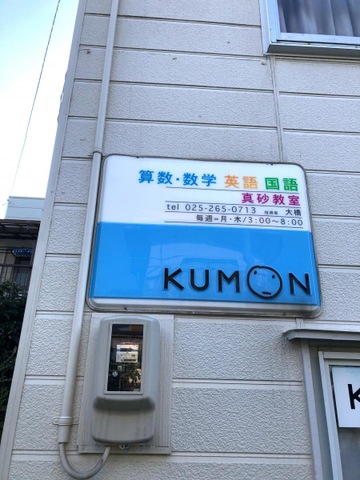 算数・数学 英語 国語
真砂教室
tel 025-265-0713 指導者 大橋
毎週=月・木/3:00〜8:00
KUMON
K